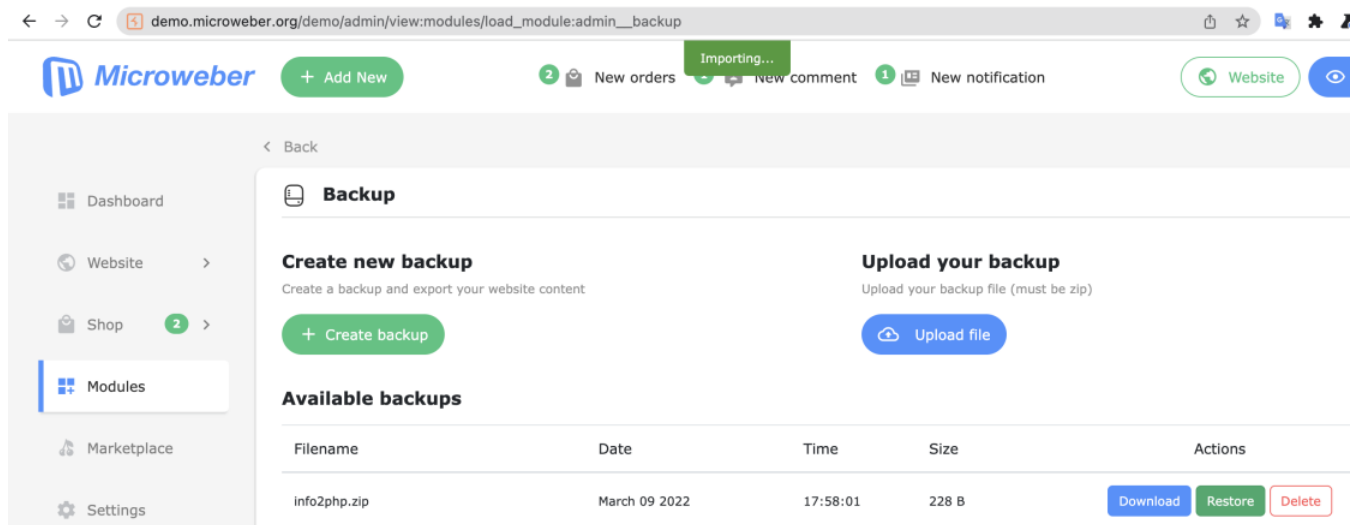 demo.microweber.org/demo/admin/view:modules/load_module:admin__backup
Microweber
+ Add New
2 New orders
Importing...
New comment
1 New notification
Website
Back
Dashboard
Website
Shop 2
Modules
Marketplace
Settings
Backup
Create new backup
Create a backup and export your website content
+ Create backup
Upload your backup
Upload your backup file (must be zip)
Upload file
Available backups
Filename Date Time Size Actions
info2php.zip March 09 2022 17:58:01 228 B Download Restore Delete